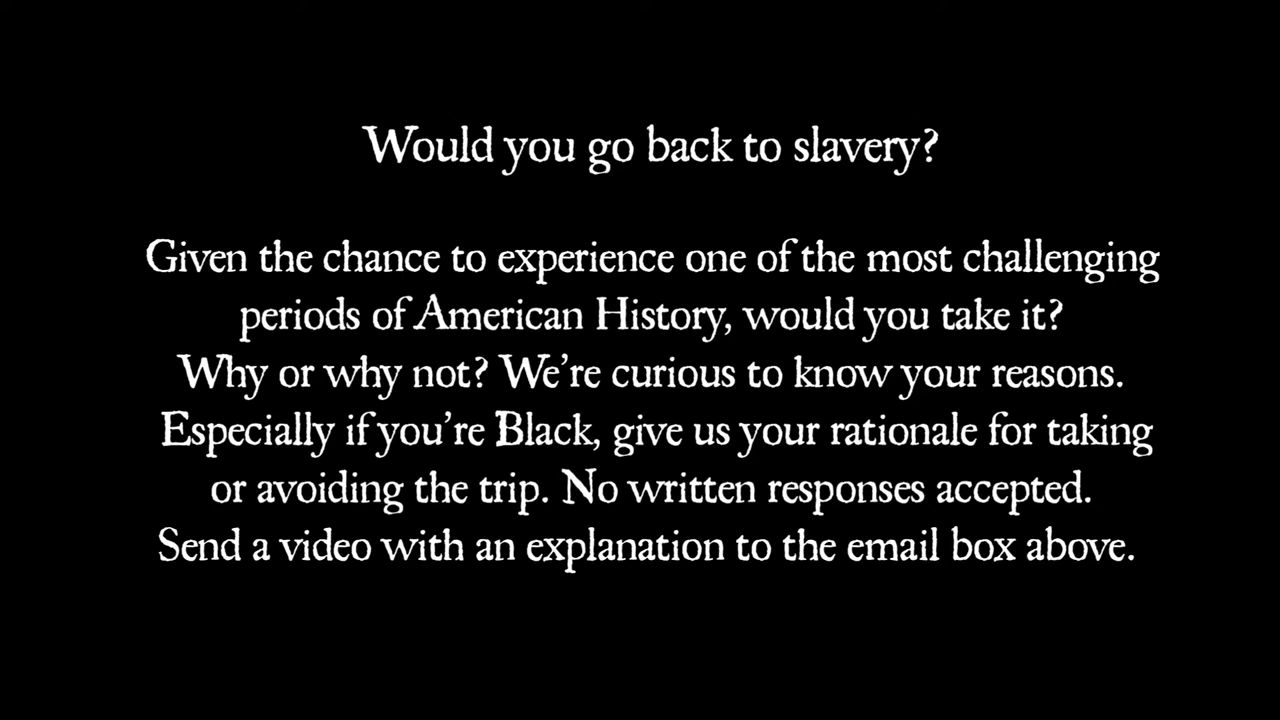 Would you go back to slavery?
Given the chance to experience one of the most challenging
periods of American History, would you take it?
Why or why not? We're curious to know your reasons.
Especially if you're Black, give us your rationale for taking
or avoiding the trip. No written responses accepted.
Send a video with an explanation to the email box above.